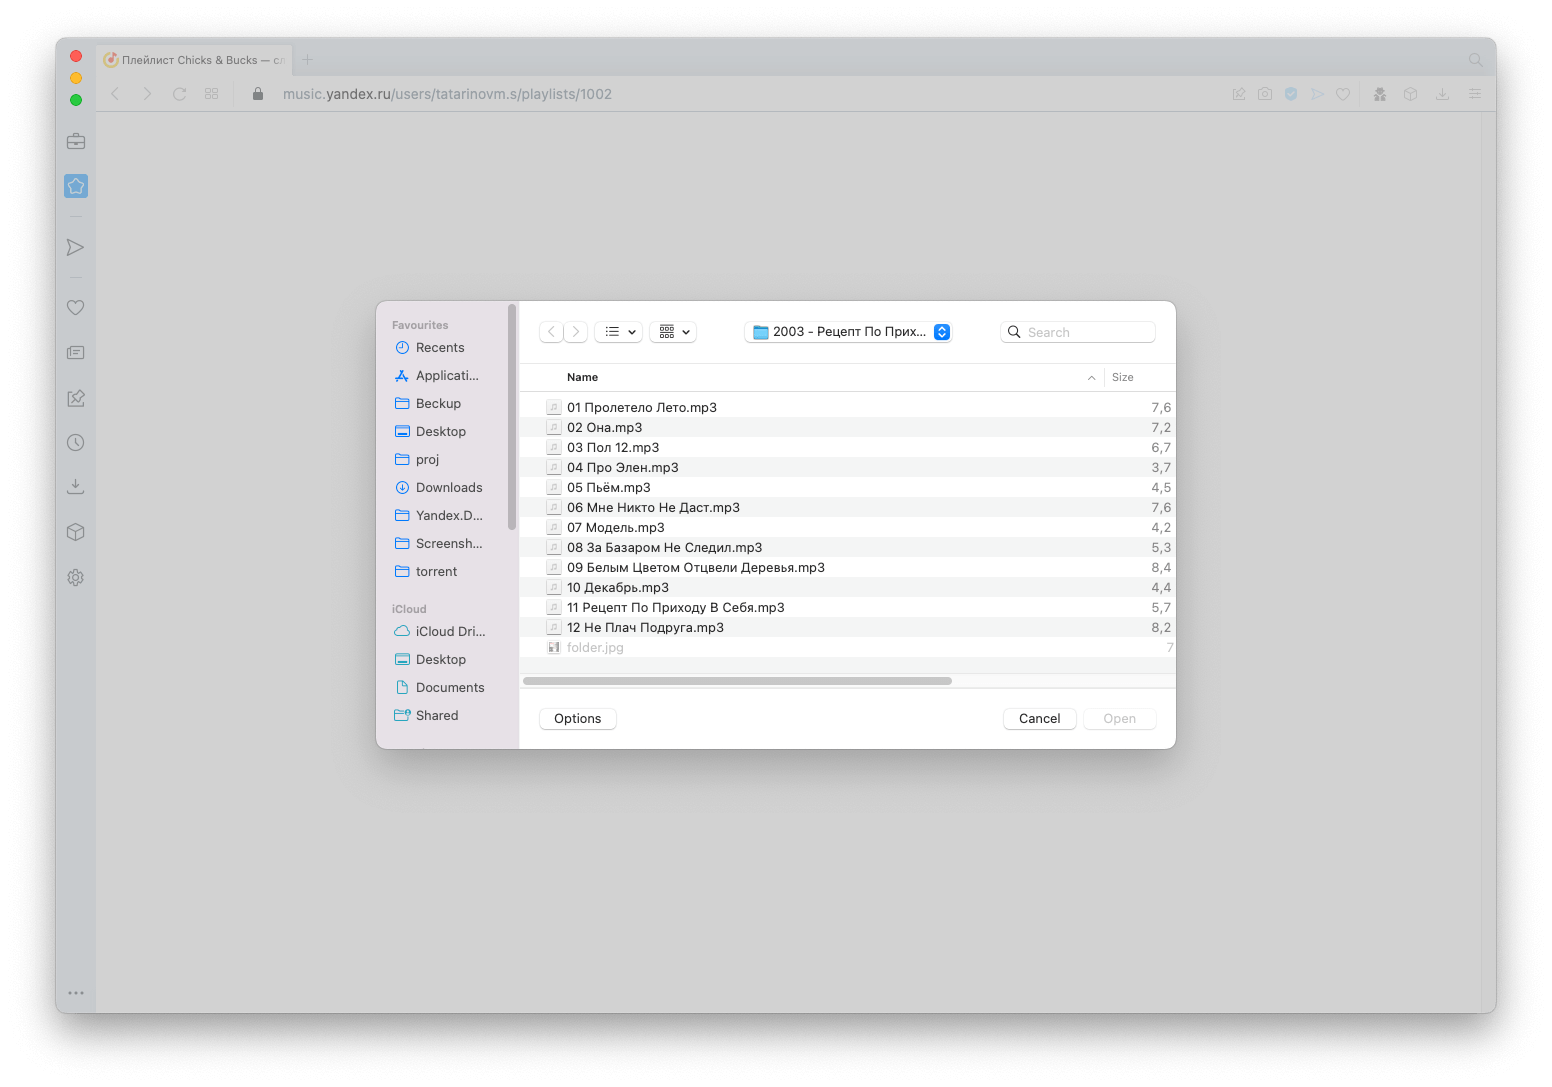 Плейлист Chicks & Bucks — сл
music.yandex.ru/users/tatarinovm.s/playlists/1002
Favourites
Recents
Applicati...
Beckup
Desktop
proj
Downloads
Yandex.D...
Screensh...
torrent
iCloud
iCloud Dri...
Desktop
Documents
Shared
2003 - Рецепт По Прих...
Search
Name
Size
01 Пролетело Лето.mp3 7,6
02 Она.mp3 7,2
03 Пол 12.mp3 6,7
04 Про Элен.mp3 3,7
05 Пьём.mp3 4,5
06 Мне Никто Не Даст.mp3 7,6
07 Модель.mp3 4,2
08 За Базаром Не Следил.mp3 5,3
09 Белым Цветом Отцвели Деревья.mp3 8,4
10 Декабрь.mp3 4,4
11 Рецепт По Приходу В Себя.mp3 5,7
12 Не Плач Подруга.mp3 8,2
folder.jpg 7
Options
Cancel
Open